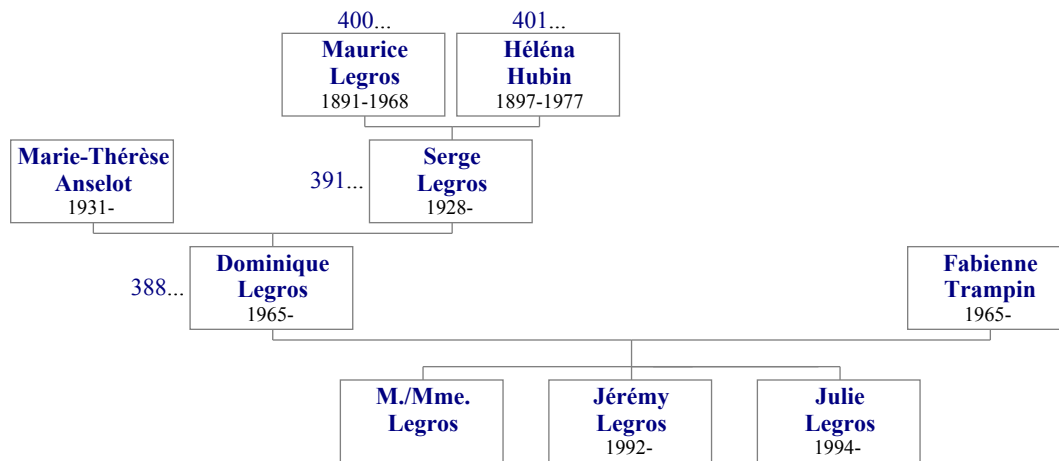 400... 401...
Maurice
Legros
1891-1968
Héléna
Hubin
1897-1977
Marie-Thérèse
Anselot
1931-
391...
Serge
Legros
1928-
388...
Dominique
Legros
1965-
Fabienne
Trampin
1965-
M./Mme.
Legros
Jérémy
Legros
1992-
Julie
Legros
1994-